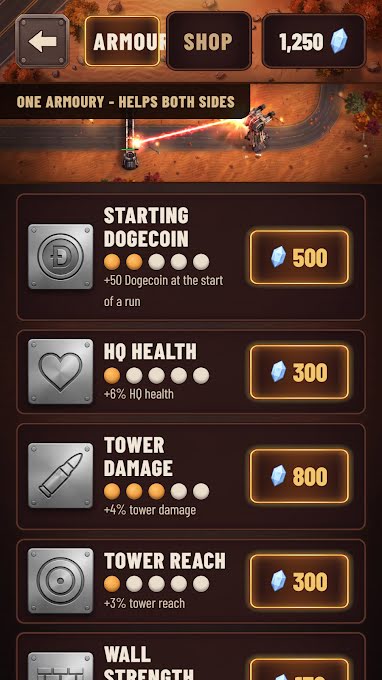 ARMOUR
SHOP
1,250
ONE ARMOURY - HELPS BOTH SIDES
STARTING
DOGECOIN
+50 Dogecoin at the start
of a run
500
HQ HEALTH
+6% HQ health
300
TOWER
DAMAGE
+4% tower damage
800
TOWER REACH
+3% tower reach
300
WALL
STRENGTH